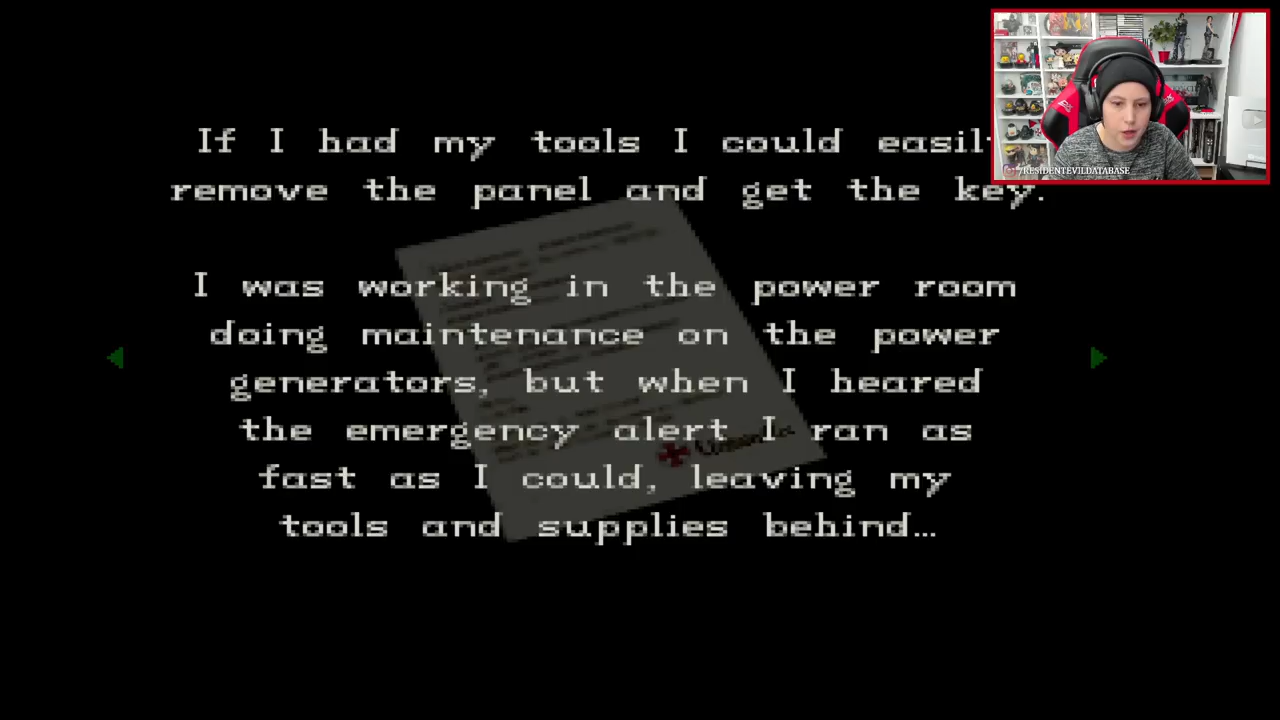 If I had my tools I could easil
remove the panel and get the key.
I was working in the power room
doing maintenance on the power
generators, but when I heared
the emergency alert I ran as
fast as I could, leaving my
tools and supplies behind…
/RESIDENTEVILDATABASE